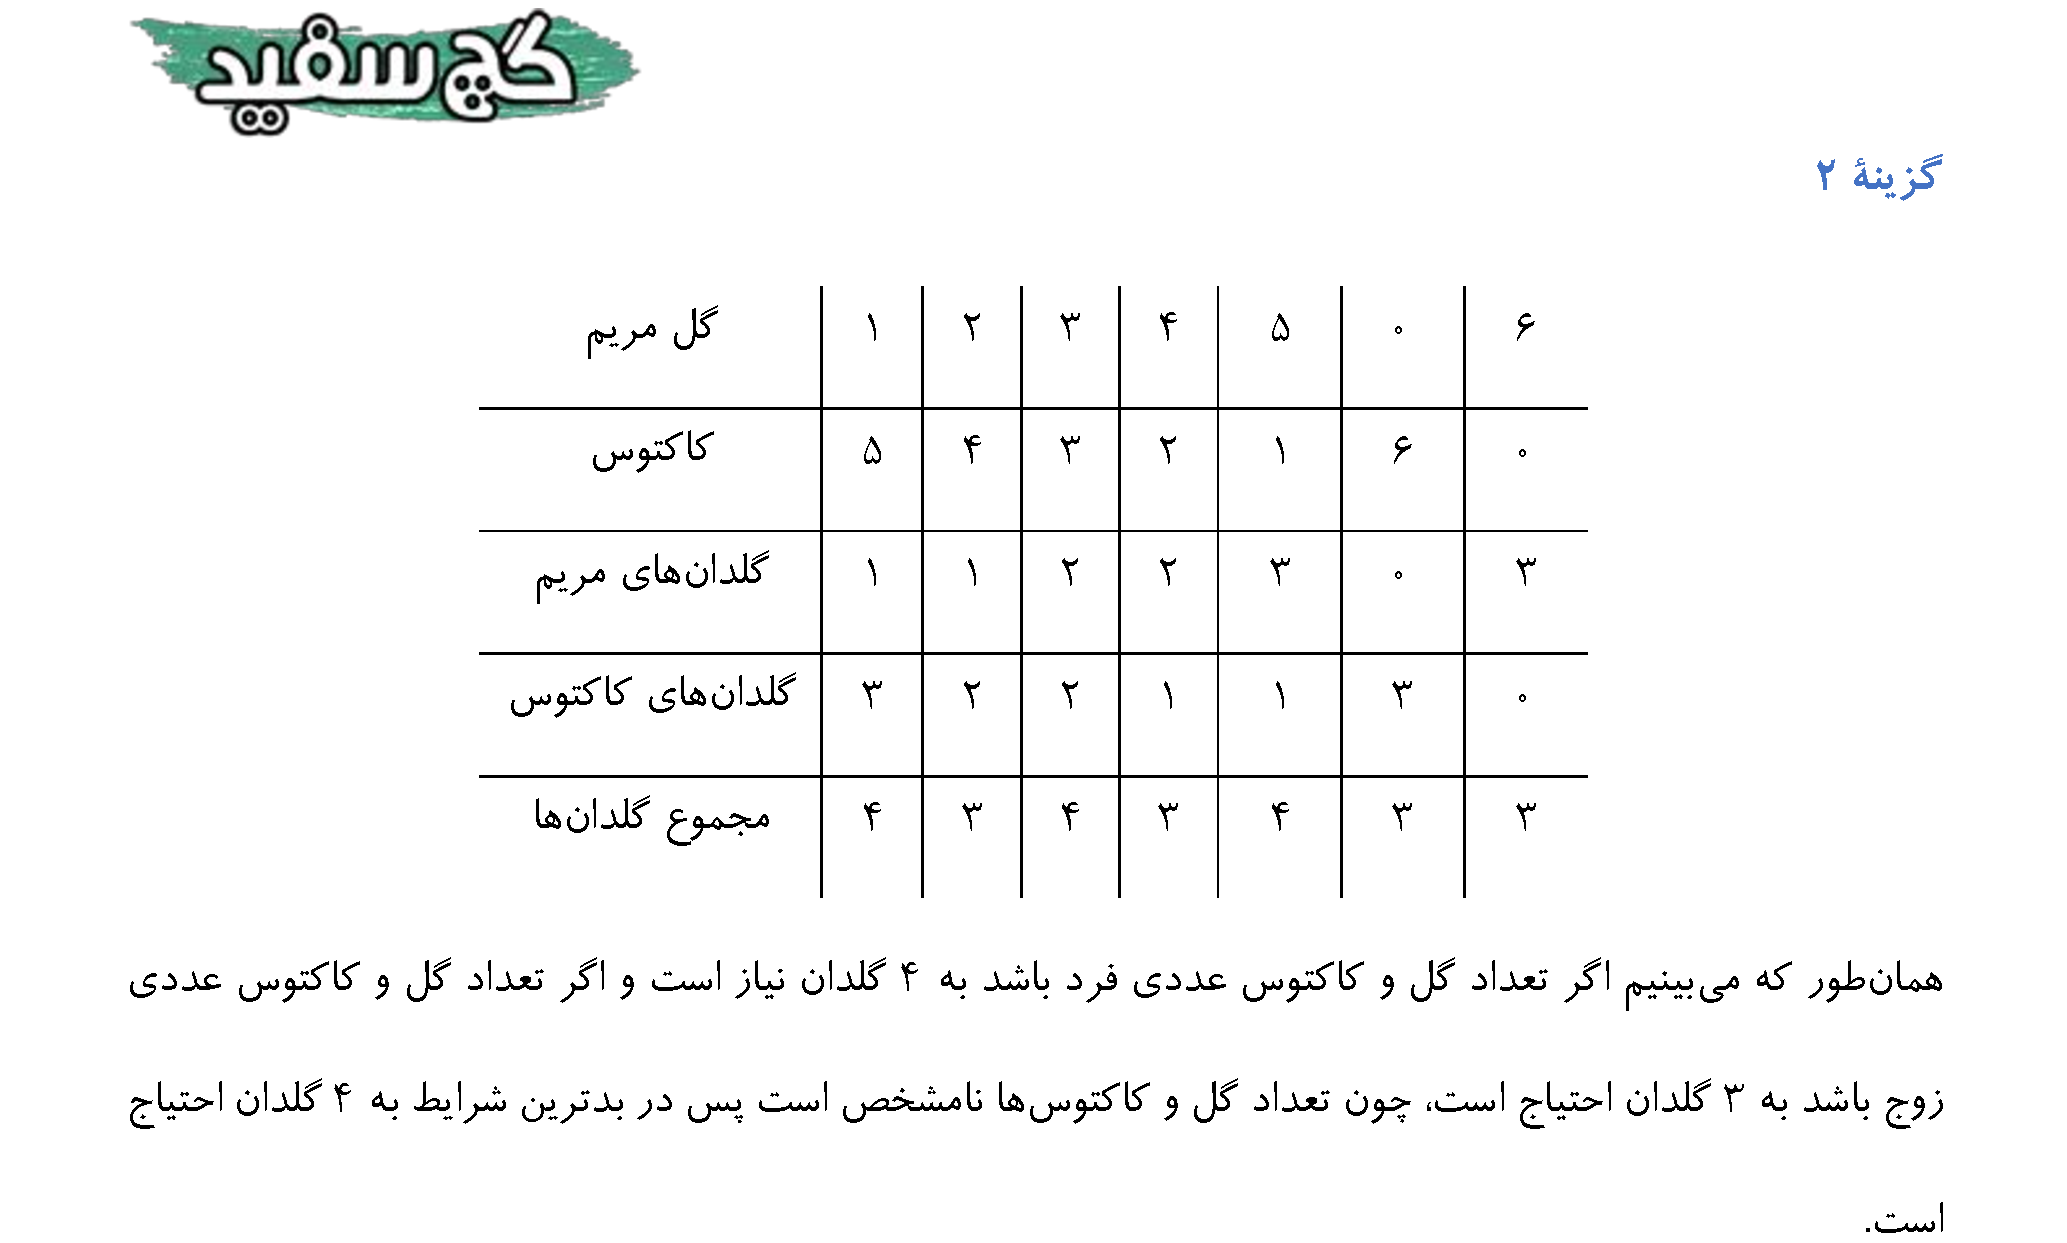 گچ سفید
گزینهٔ ۲
گل مریم ۱ ۲ ۳ ۴ ۵ ۰ ۶
کاکتوس ۵ ۴ ۳ ۲ ۱ ۶ ۰
گلدان‌های مریم ۱ ۱ ۲ ۲ ۳ ۰ ۳
گلدان‌های کاکتوس ۳ ۲ ۲ ۱ ۱ ۳ ۰
مجموع گلدان‌ها ۴ ۳ ۴ ۳ ۴ ۳ ۳
همان‌طور که می‌بینیم اگر تعداد گل و کاکتوس عددی فرد باشد به ۴ گلدان نیاز است و اگر تعداد گل و کاکتوس عددی
زوج باشد به ۳ گلدان احتیاج است، چون تعداد گل و کاکتوس‌ها نامشخص است پس در بدترین شرایط به ۴ گلدان احتیاج
است.